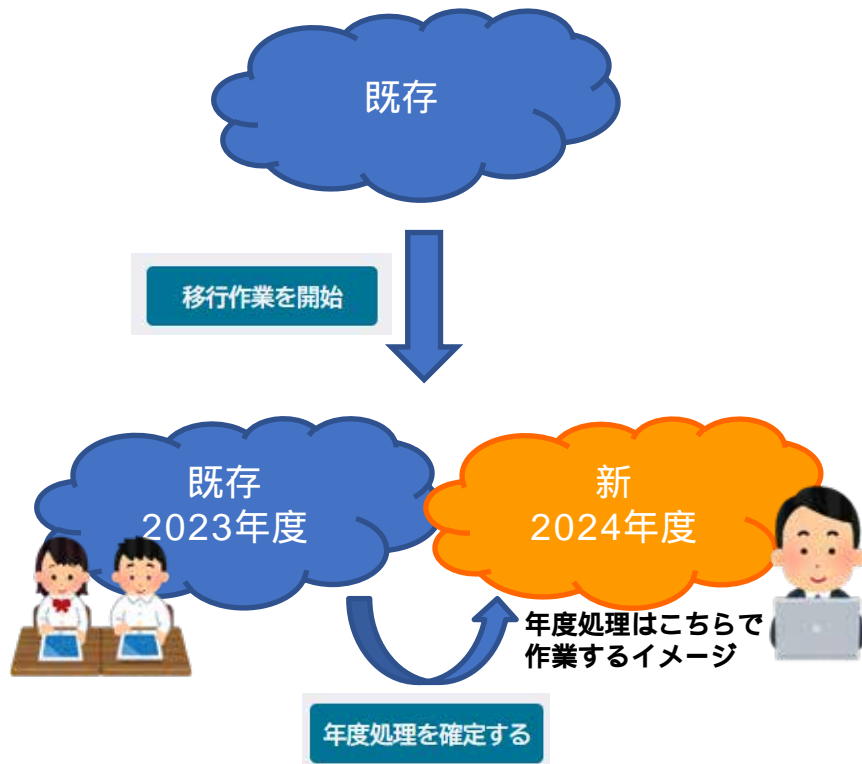 既存
移行作業を開始
既存
2023年度
新
2024年度
年度処理はこちらで
作業するイメージ
年度処理を確定する